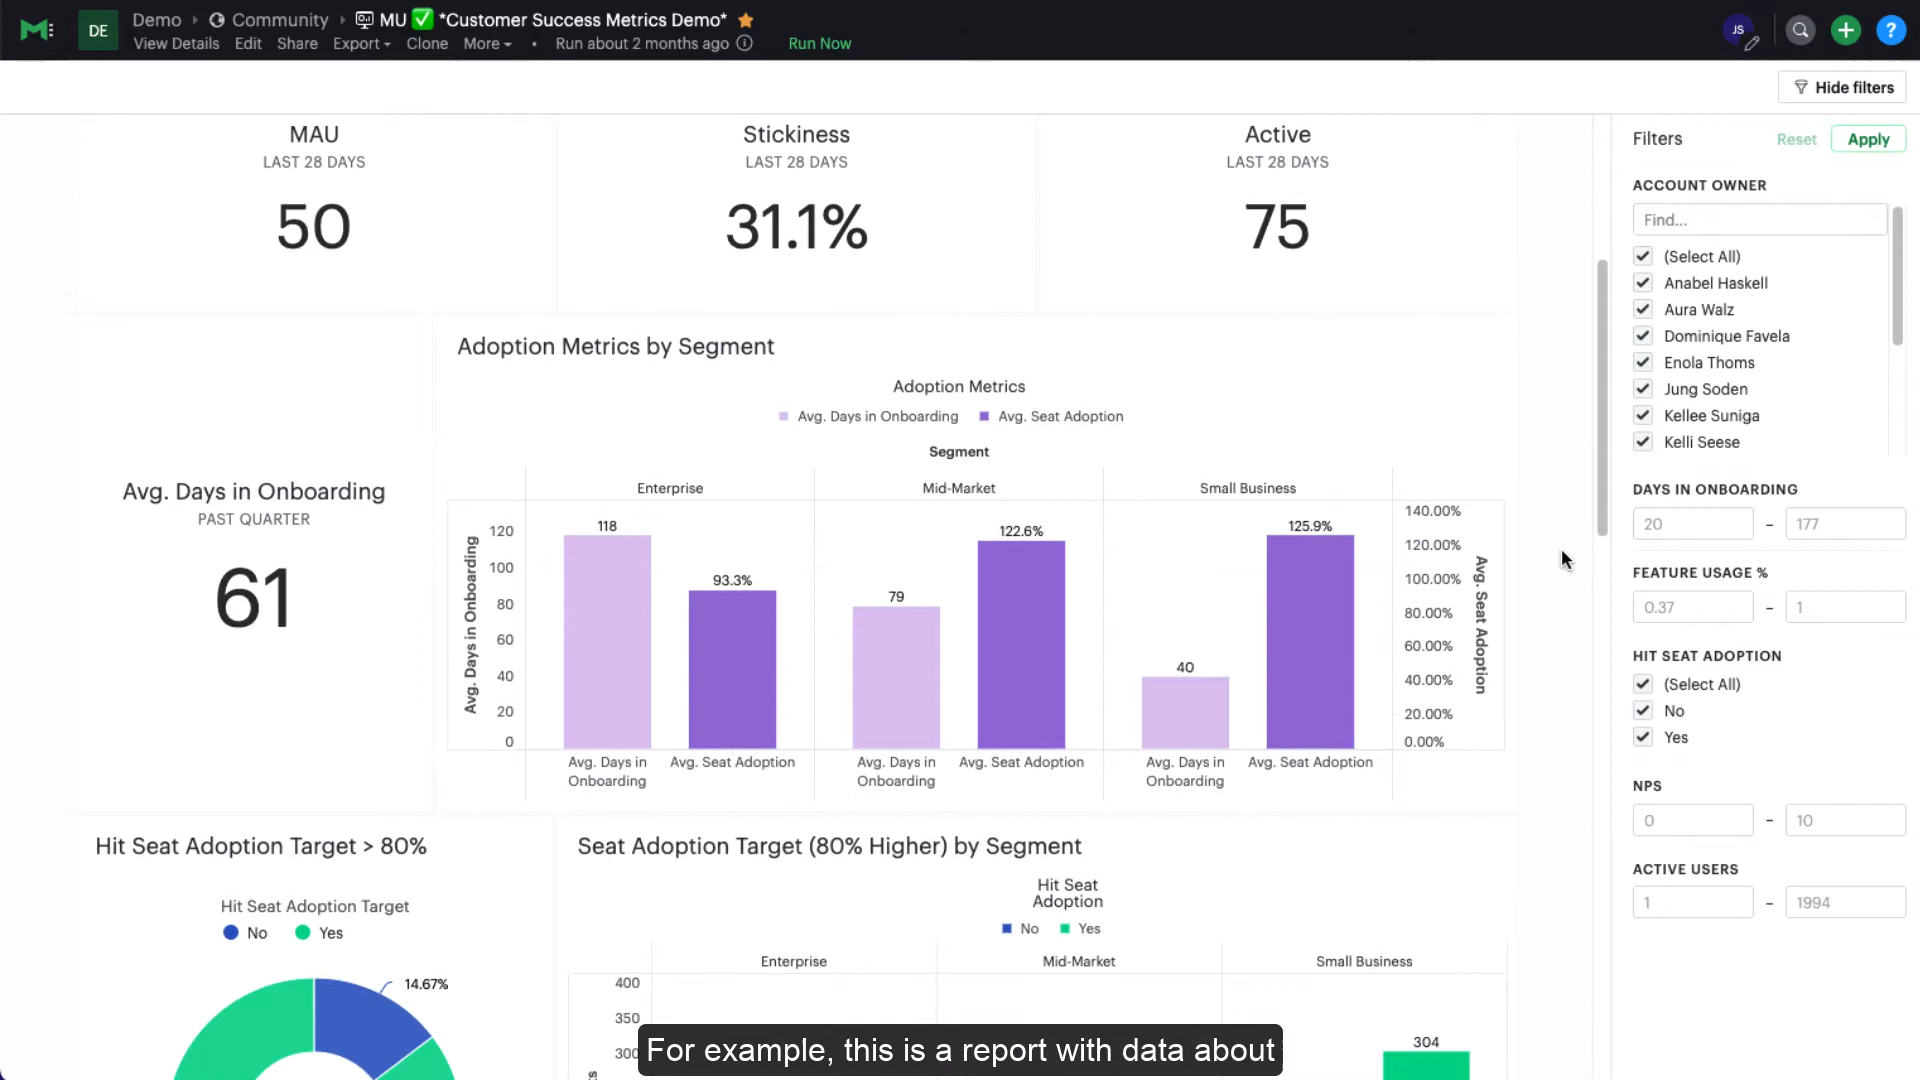 DE
Demo › Community › MU ✅ *Customer Success Metrics Demo*
View Details Edit Share Export More Clone • Run about 2 months ago Run Now
JS
?
Hide filters
MAU
LAST 28 DAYS
50
Stickiness
LAST 28 DAYS
31.1%
Active
LAST 28 DAYS
75
Avg. Days in Onboarding
PAST QUARTER
61
Adoption Metrics by Segment
Adoption Metrics
Avg. Days in Onboarding Avg. Seat Adoption
Segment
Enterprise Mid-Market Small Business
Avg. Days in Onboarding
120
100
80
60
40
20
0
118
93.3%
79
122.6%
40
125.9%
140.00%
120.00%
100.00%
80.00%
60.00%
40.00%
20.00%
0.00%
Avg. Seat Adoption
Avg. Days in
Onboarding
Avg. Seat Adoption
Avg. Days in
Onboarding
Avg. Seat Adoption
Avg. Days in
Onboarding
Avg. Seat Adoption
Hit Seat Adoption Target > 80%
Hit Seat Adoption Target
No Yes
14.67%
Seat Adoption Target (80% Higher) by Segment
Hit Seat
Adoption
No Yes
Enterprise Mid-Market Small Business
400
350
300
304
For example, this is a report with data about
Filters Reset Apply
ACCOUNT OWNER
Find...
(Select All)
Anabel Haskell
Aura Walz
Dominique Favela
Enola Thoms
Jung Soden
Kellee Suniga
Kelli Seese
DAYS IN ONBOARDING
20 – 177
FEATURE USAGE %
0.37 – 1
HIT SEAT ADOPTION
(Select All)
No
Yes
NPS
0 – 10
ACTIVE USERS
1 – 1994